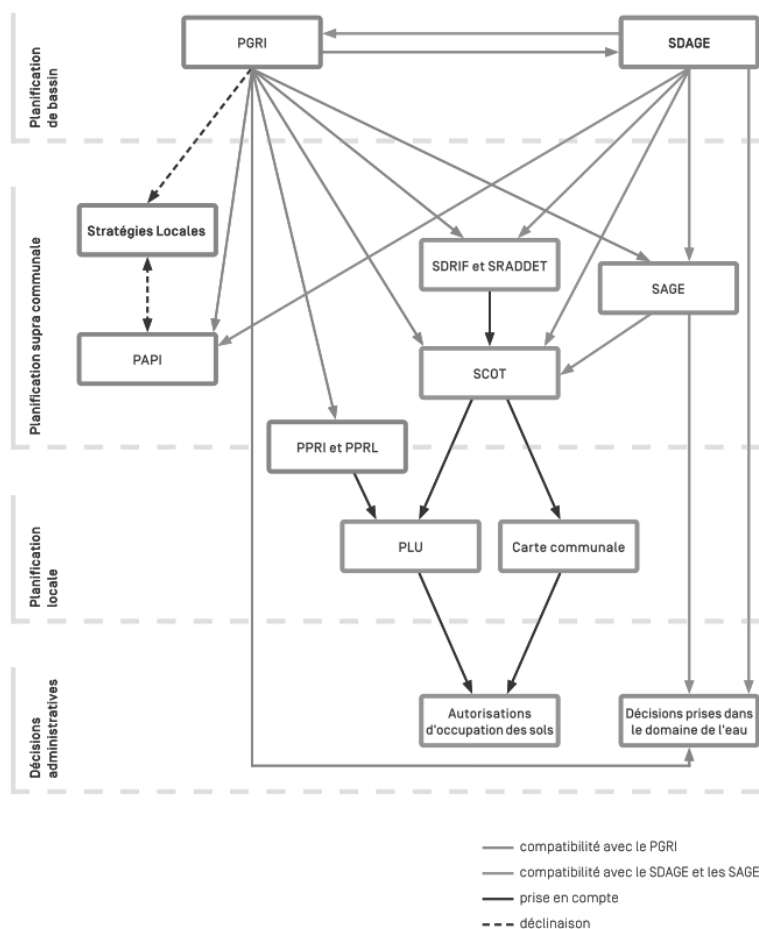 Planification
de bassin
PGRI
SDAGE
Planification supra communale
Stratégies Locales
SDRIF et SRADDET
SAGE
PAPI
SCOT
PPRI et PPRL
Planification
locale
PLU
Carte communale
Décisions
administratives
Autorisations
d'occupation des sols
Décisions prises dans
le domaine de l'eau
compatibilité avec le PGRI
compatibilité avec le SDAGE et les SAGE
prise en compte
déclinaison